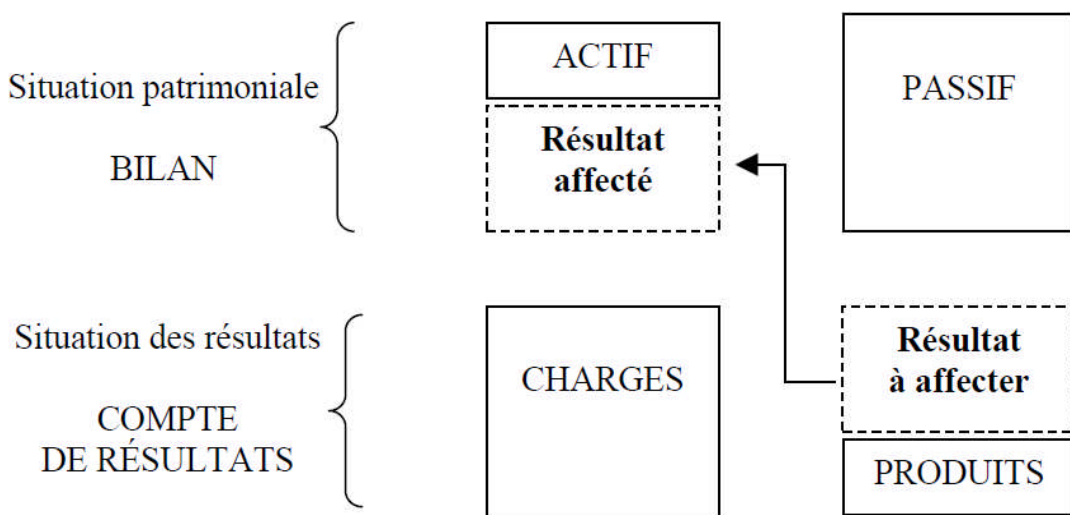 Situation patrimoniale
BILAN
ACTIF
Résultat
affecté
PASSIF
Situation des résultats
COMPTE
DE RÉSULTATS
CHARGES
Résultat
à affecter
PRODUITS